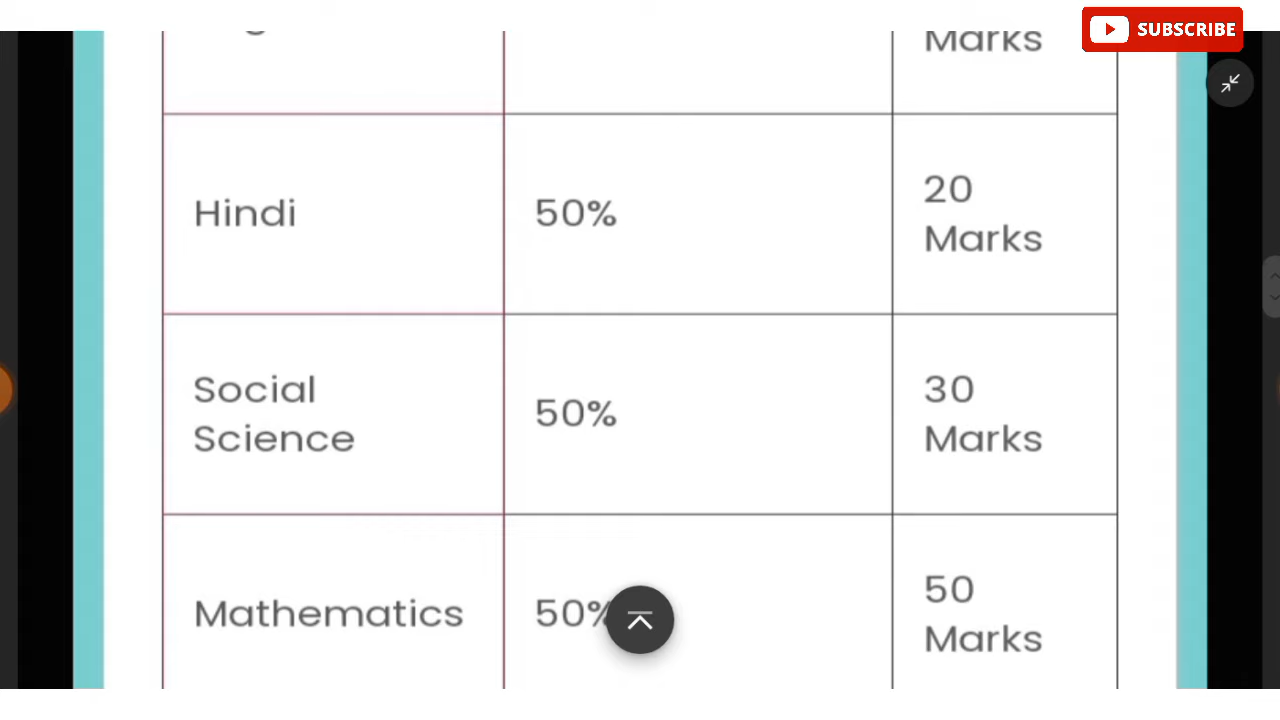 SUBSCRIBE
Marks
Hindi 50% 20
Marks
Social
Science 50% 30
Marks
Mathematics 50% 50
Marks